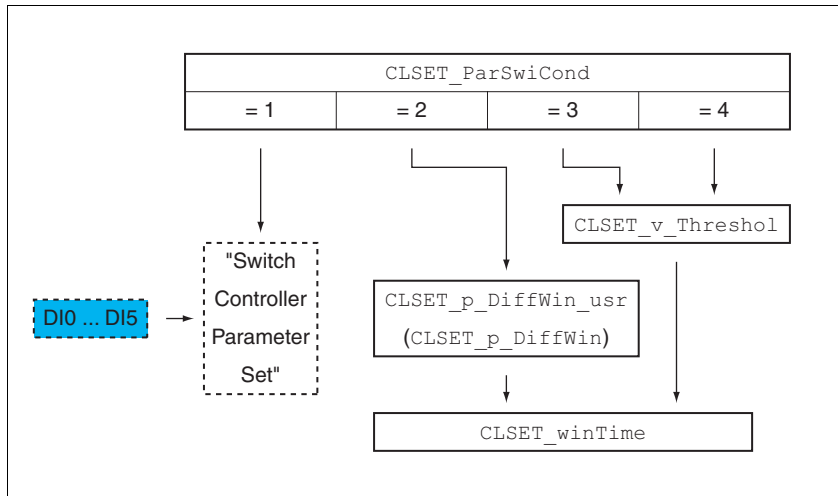 CLSET_ParSwiCond
= 1
= 2
= 3
= 4
CLSET_v_Threshol
"Switch
Controller
Parameter
Set"
DI0 ... DI5
CLSET_p_DiffWin_usr
(CLSET_p_DiffWin)
CLSET_winTime